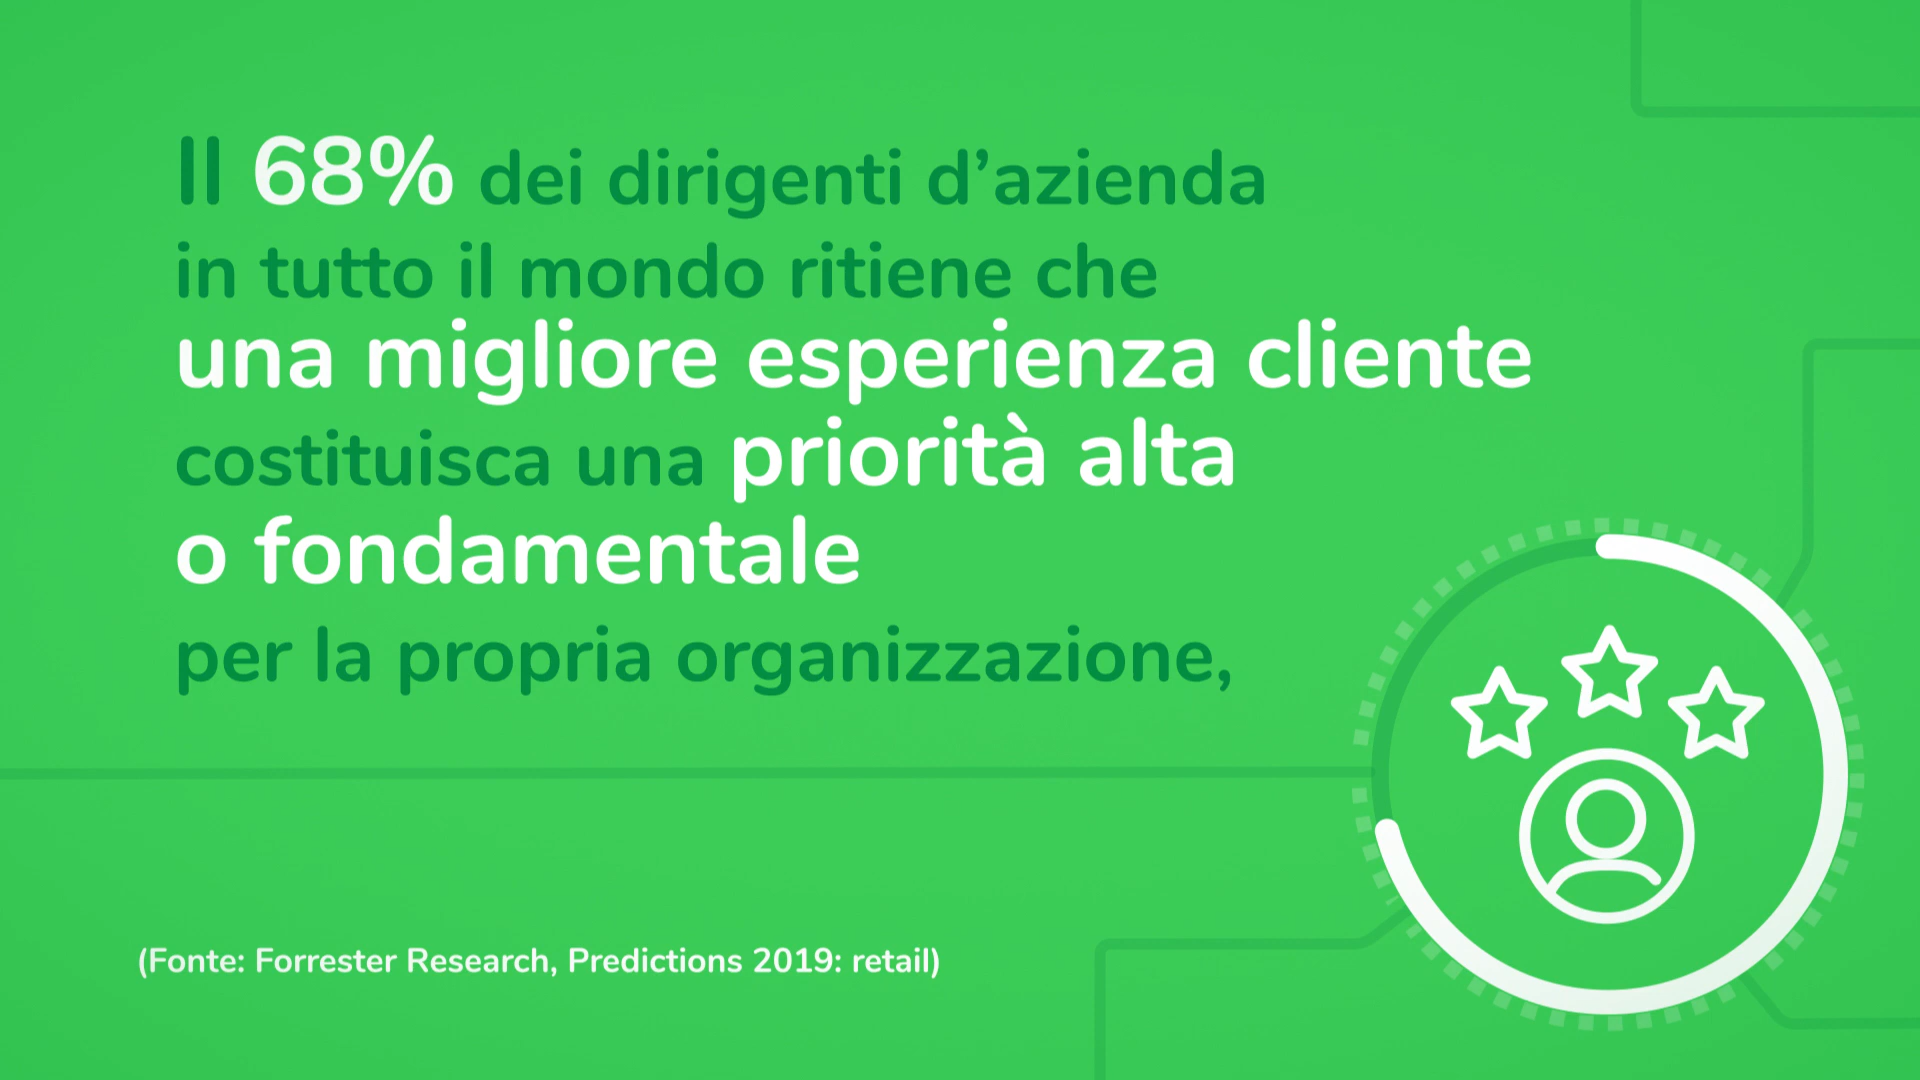 Il 68% dei dirigenti d’azienda
in tutto il mondo ritiene che
una migliore esperienza cliente
costituisca una priorità alta
o fondamentale
per la propria organizzazione,
(Fonte: Forrester Research, Predictions 2019: retail)